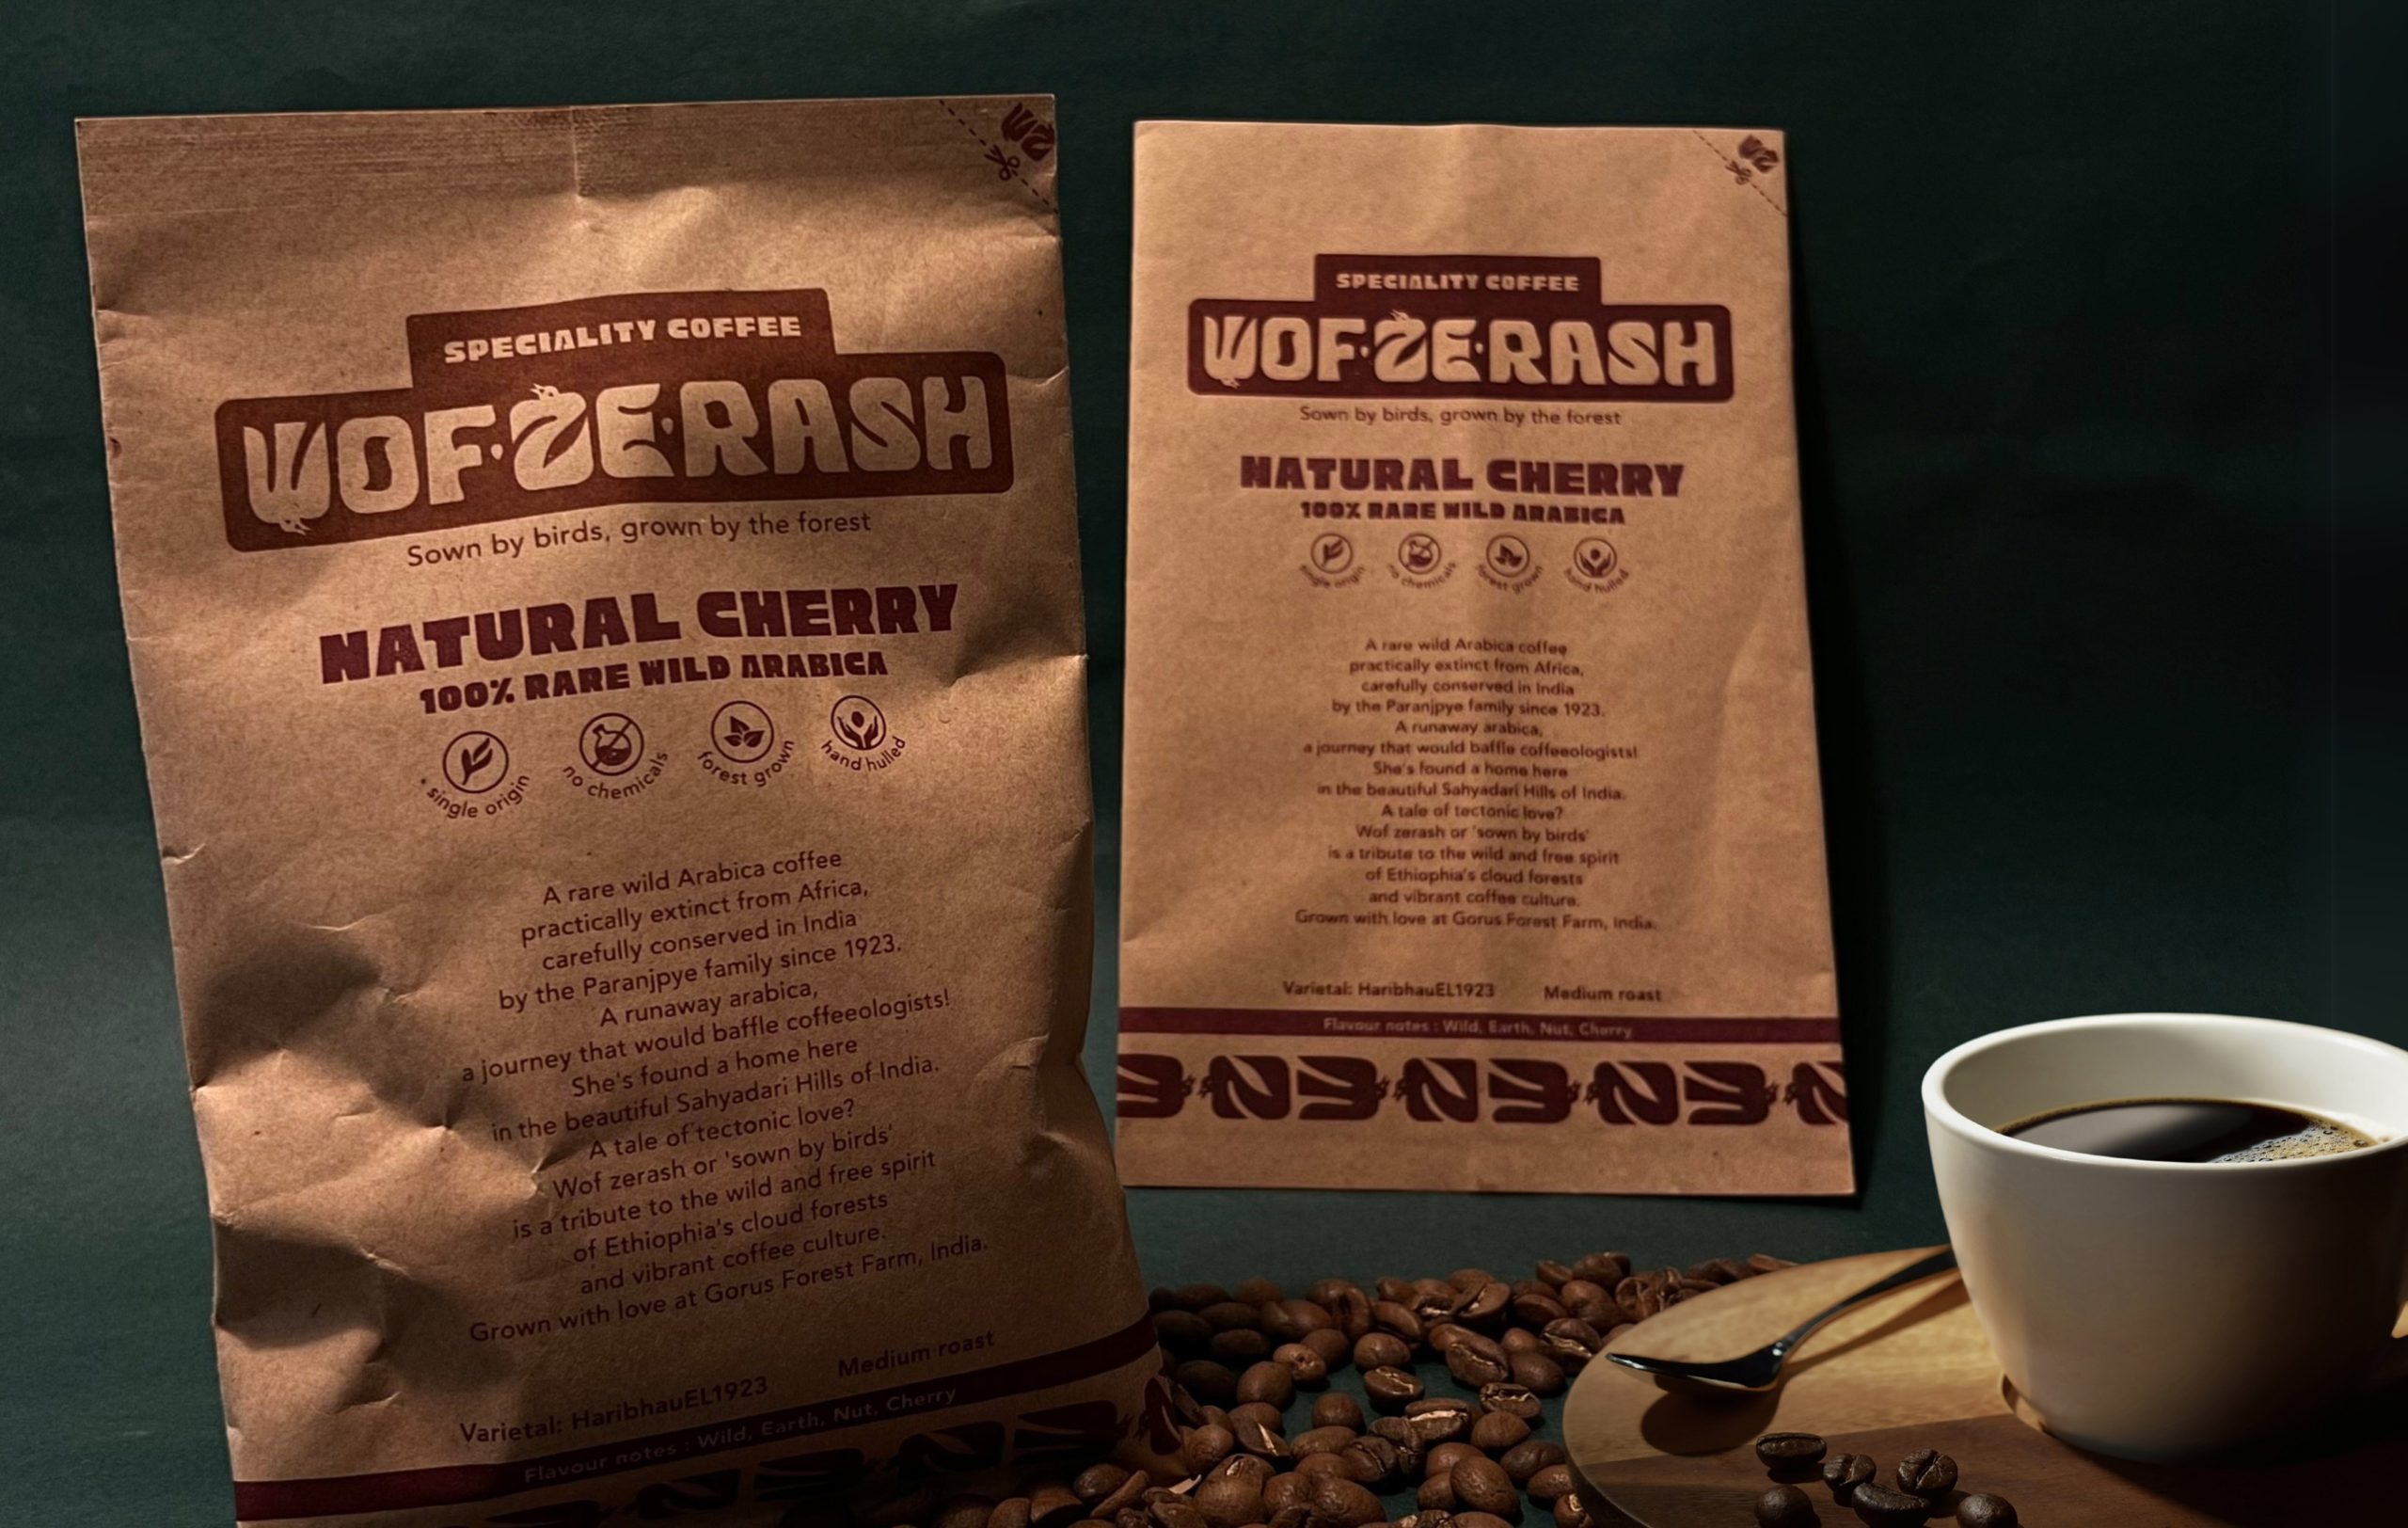 SPECIALITY COFFEE
WOF·ZE·RASH
Sown by birds, grown by the forest
NATURAL CHERRY
100% RARE WILD ARABICA
single origin
no chemicals
forest grown
hand hulled
A rare wild Arabica coffee
practically extinct from Africa,
carefully conserved in India
by the Paranjpye family since 1923.
A runaway arabica,
a journey that would baffle coffeeologists!
She's found a home here
in the beautiful Sahyadari Hills of India.
A tale of tectonic love?
Wof zerash or 'sown by birds'
is a tribute to the wild and free spirit
of Ethiophia's cloud forests
and vibrant coffee culture.
Grown with love at Gorus Forest Farm, India.
Varietal: HaribhauEL1923 Medium roast
Flavour notes : Wild, Earth, Nut, Cherry
SPECIALITY COFFEE
WOF·ZE·RASH
Sown by birds, grown by the forest
NATURAL CHERRY
100% RARE WILD ARABICA
single origin
no chemicals
forest grown
hand hulled
A rare wild Arabica coffee
practically extinct from Africa,
carefully conserved in India
by the Paranjpye family since 1923.
A runaway arabica,
a journey that would baffle coffeeologists!
She's found a home here
in the beautiful Sahyadari Hills of India.
A tale of tectonic love?
Wof zerash or 'sown by birds'
is a tribute to the wild and free spirit
of Ethiophia's cloud forests
and vibrant coffee culture.
Grown with love at Gorus Forest Farm, India.
Varietal: HaribhauEL1923 Medium roast
Flavour notes : Wild, Earth, Nut, Cherry